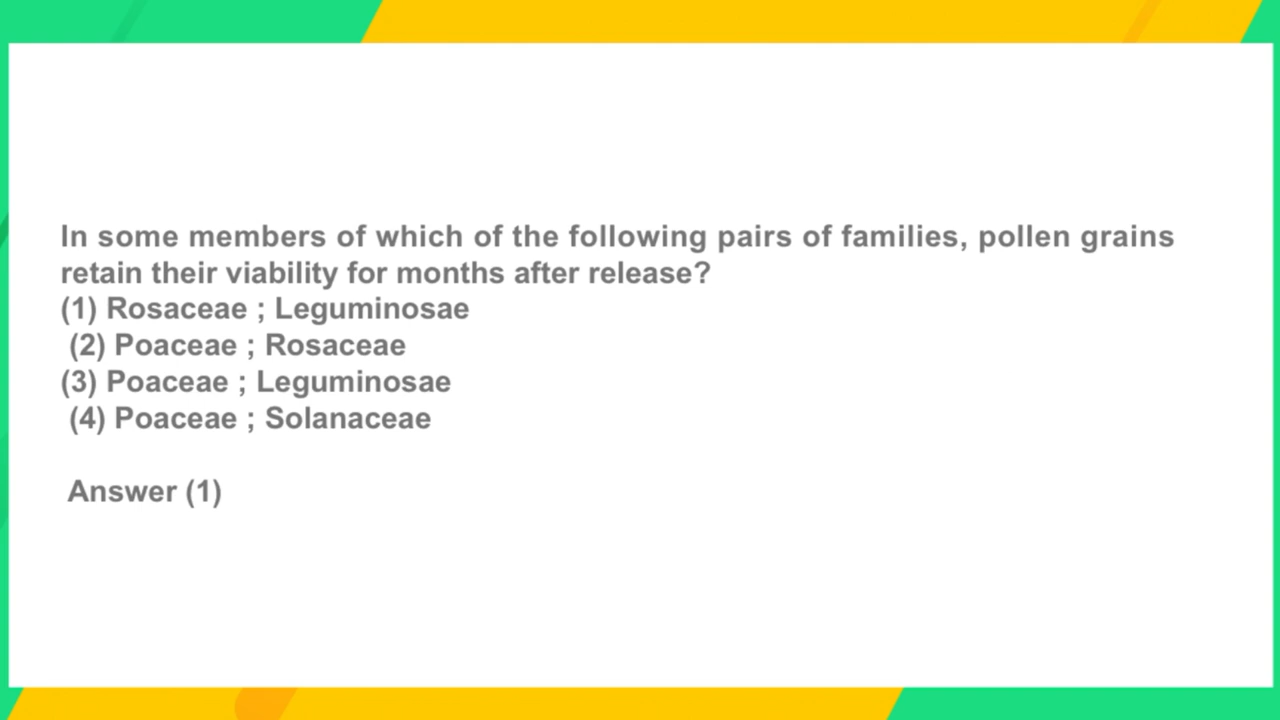 In some members of which of the following pairs of families, pollen grains
retain their viability for months after release?
(1) Rosaceae ; Leguminosae
(2) Poaceae ; Rosaceae
(3) Poaceae ; Leguminosae
(4) Poaceae ; Solanaceae
Answer (1)